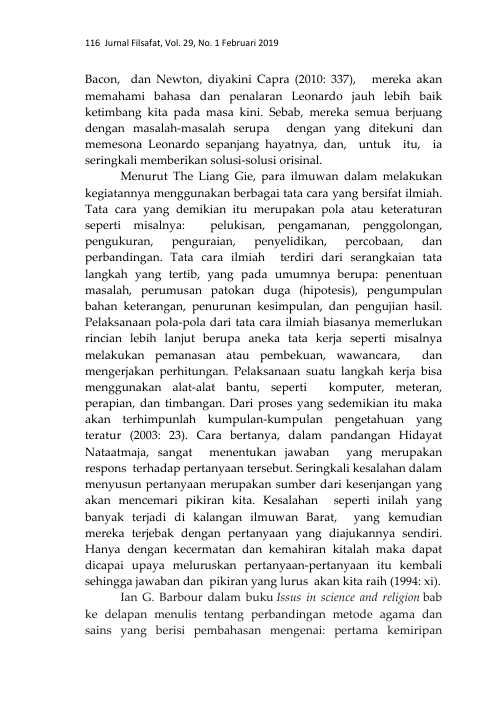 116 Jurnal Filsafat, Vol. 29, No. 1 Februari 2019
Bacon, dan Newton, diyakini Capra (2010: 337), mereka akan
memahami bahasa dan penalaran Leonardo jauh lebih baik
ketimbang kita pada masa kini. Sebab, mereka semua berjuang
dengan masalah-masalah serupa dengan yang ditekuni dan
memesona Leonardo sepanjang hayatnya, dan, untuk itu, ia
seringkali memberikan solusi-solusi orisinal.
Menurut The Liang Gie, para ilmuwan dalam melakukan
kegiatannya menggunakan berbagai tata cara yang bersifat ilmiah.
Tata cara yang demikian itu merupakan pola atau keteraturan
seperti misalnya: pelukisan, pengamanan, penggolongan,
pengukuran, penguraian, penyelidikan, percobaan, dan
perbandingan. Tata cara ilmiah terdiri dari serangkaian tata
langkah yang tertib, yang pada umumnya berupa: penentuan
masalah, perumusan patokan duga (hipotesis), pengumpulan
bahan keterangan, penurunan kesimpulan, dan pengujian hasil.
Pelaksanaan pola-pola dari tata cara ilmiah biasanya memerlukan
rincian lebih lanjut berupa aneka tata kerja seperti misalnya
melakukan pemanasan atau pembekuan, wawancara, dan
mengerjakan perhitungan. Pelaksanaan suatu langkah kerja bisa
menggunakan alat-alat bantu, seperti komputer, meteran,
perapian, dan timbangan. Dari proses yang sedemikian itu maka
akan terhimpunlah kumpulan-kumpulan pengetahuan yang
teratur (2003: 23). Cara bertanya, dalam pandangan Hidayat
Nataatmaja, sangat menentukan jawaban yang merupakan
respons terhadap pertanyaan tersebut. Seringkali kesalahan dalam
menyusun pertanyaan merupakan sumber dari kesenjangan yang
akan mencemari pikiran kita. Kesalahan seperti inilah yang
banyak terjadi di kalangan ilmuwan Barat, yang kemudian
mereka terjebak dengan pertanyaan yang diajukannya sendiri.
Hanya dengan kecermatan dan kemahiran kitalah maka dapat
dicapai upaya meluruskan pertanyaan-pertanyaan itu kembali
sehingga jawaban dan pikiran yang lurus akan kita raih (1994: xi).
Ian G. Barbour dalam buku Issus in science and religion bab
ke delapan menulis tentang perbandingan metode agama dan
sains yang berisi pembahasan mengenai: pertama kemiripan